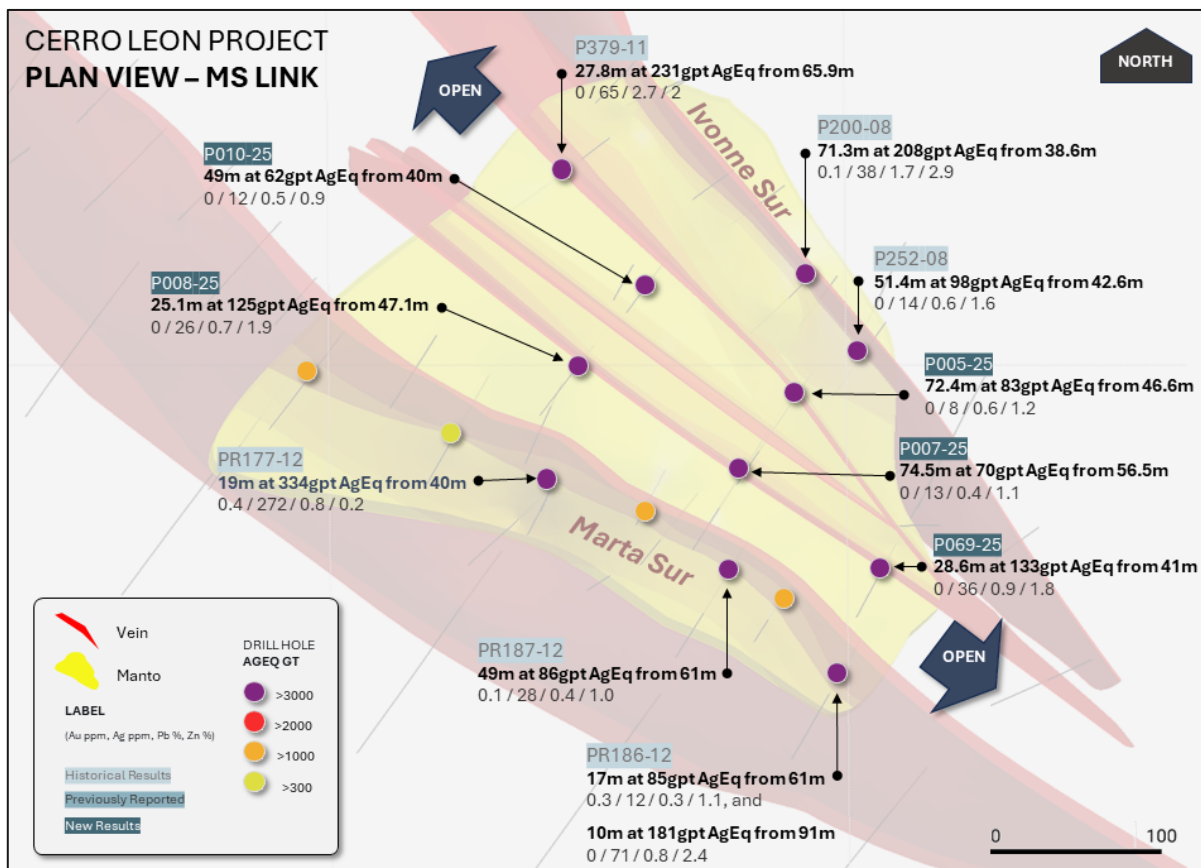 CERRO LEON PROJECT
PLAN VIEW – MS LINK
NORTH
OPEN
P379-11
27.8m at 231gpt AgEq from 65.9m
0 / 65 / 2.7 / 2
Ivonne Sur
P200-08
71.3m at 208gpt AgEq from 38.6m
0.1 / 38 / 1.7 / 2.9
P010-25
49m at 62gpt AgEq from 40m
0 / 12 / 0.5 / 0.9
P252-08
51.4m at 98gpt AgEq from 42.6m
0 / 14 / 0.6 / 1.6
P008-25
25.1m at 125gpt AgEq from 47.1m
0 / 26 / 0.7 / 1.9
P005-25
72.4m at 83gpt AgEq from 46.6m
0 / 8 / 0.6 / 1.2
P007-25
74.5m at 70gpt AgEq from 56.5m
0 / 13 / 0.4 / 1.1
PR177-12
19m at 334gpt AgEq from 40m
0.4 / 272 / 0.8 / 0.2
Marta Sur
P069-25
28.6m at 133gpt AgEq from 41m
0 / 36 / 0.9 / 1.8
OPEN
PR187-12
49m at 86gpt AgEq from 61m
0.1 / 28 / 0.4 / 1.0
PR186-12
17m at 85gpt AgEq from 61m
0.3 / 12 / 0.3 / 1.1, and
10m at 181gpt AgEq from 91m
0 / 71 / 0.8 / 2.4
Vein
Manto
LABEL
(Au ppm, Ag ppm, Pb %, Zn %)
Historical Results
Previously Reported
New Results
DRILL HOLE
AGEQ GT
>3000
>2000
>1000
>300
0 100